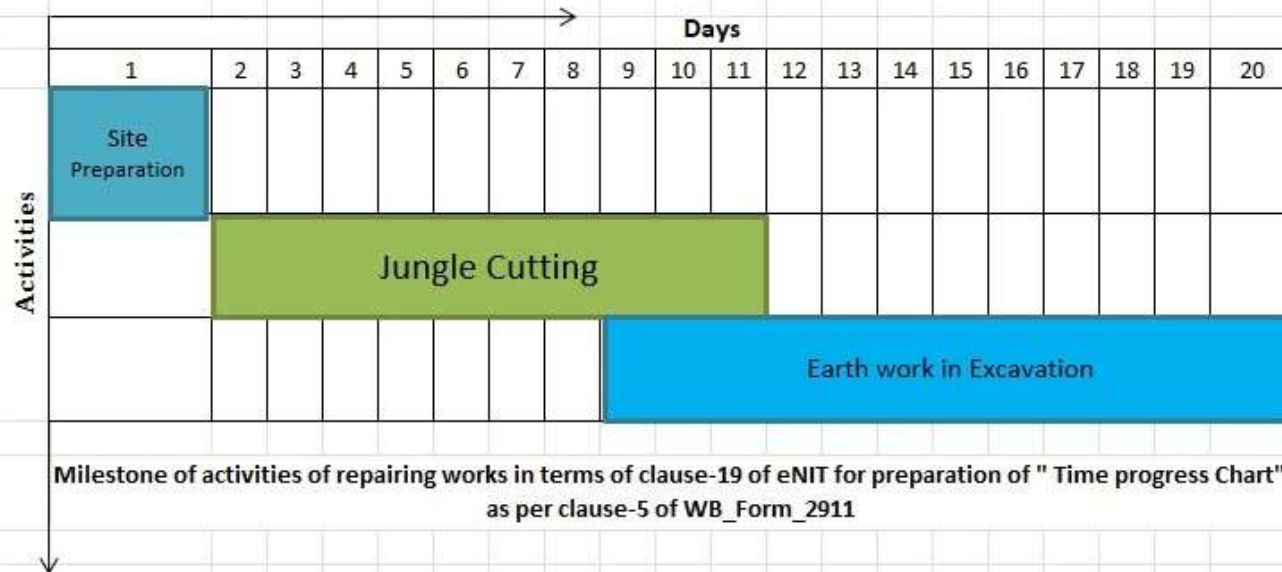 Days
1 2 3 4 5 6 7 8 9 10 11 12 13 14 15 16 17 18 19 20
Activities
Site
Preparation
Jungle Cutting
Earth work in Excavation
Milestone of activities of repairing works in terms of clause-19 of eNIT for preparation of " Time progress Chart"
as per clause-5 of WB_Form_2911